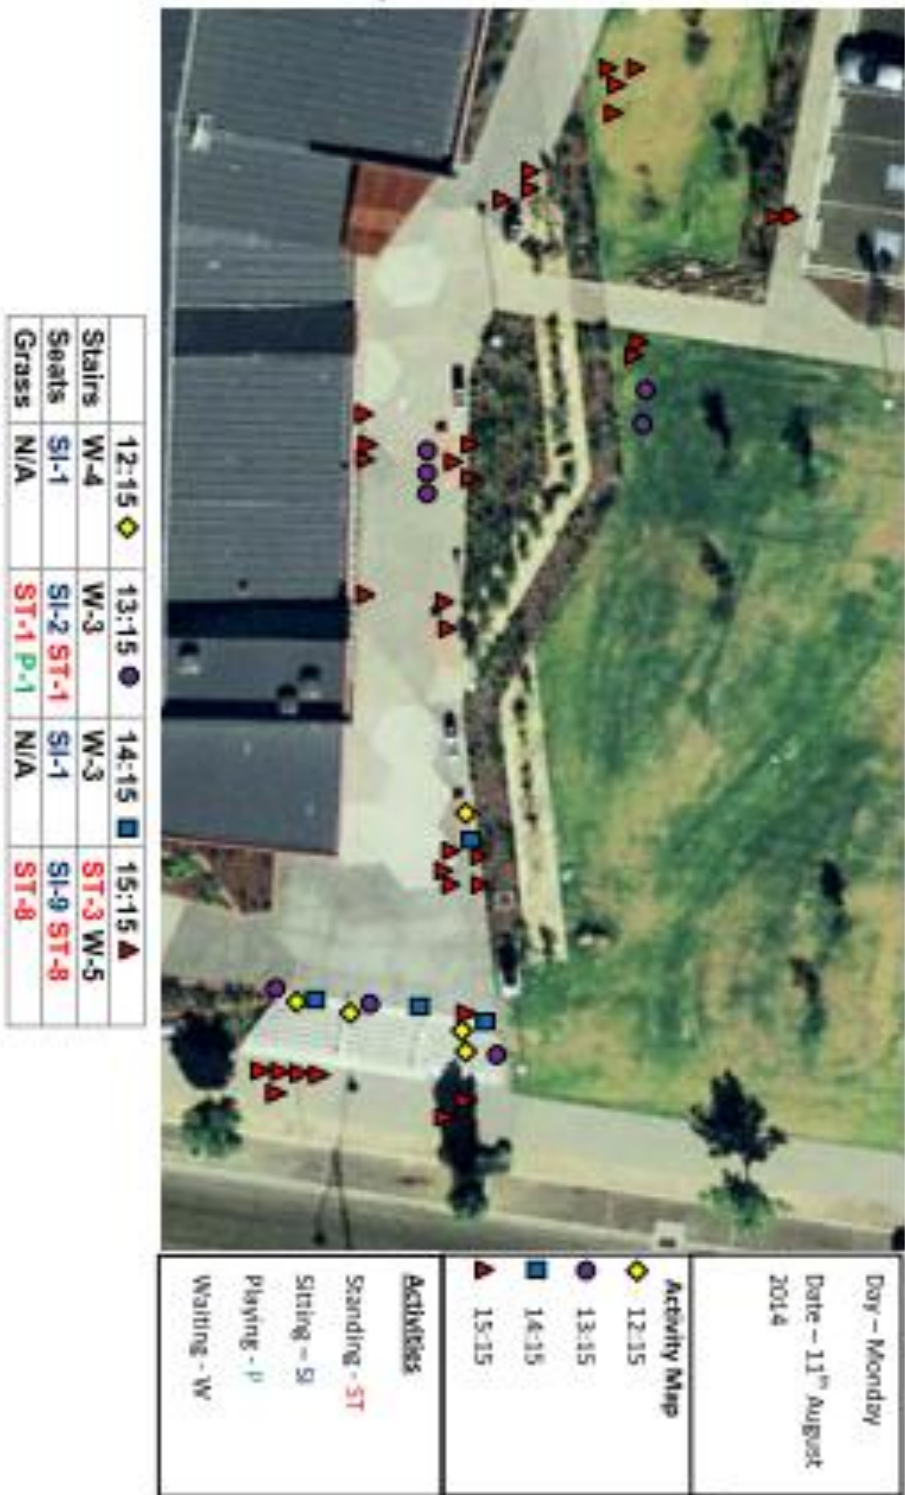 Day – Monday
Date – 11th August
2014
Activity Map
12:15
13:15
14:15
15:15
Activities
Standing - ST
Sitting – SI
Playing - P
Waiting - W
12:15 13:15 14:15 15:15
Stairs W-4 W-3 W-3 ST-3 W-5
Seats SI-1 SI-2 ST-1 SI-1 SI-9 ST-8
Grass N/A ST-1 P-1 N/A ST-8